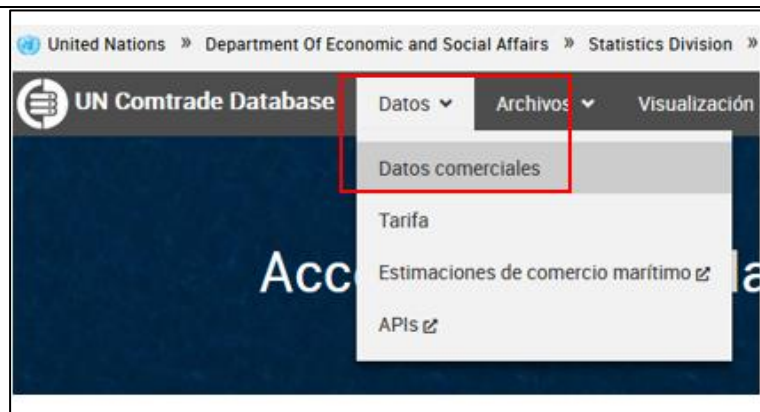 United Nations » Department Of Economic and Social Affairs » Statistics Division »
UN Comtrade Database Datos Archivos Visualización
Datos comerciales
Tarifa
Acc
Estimaciones de comercio marítimo
APIs